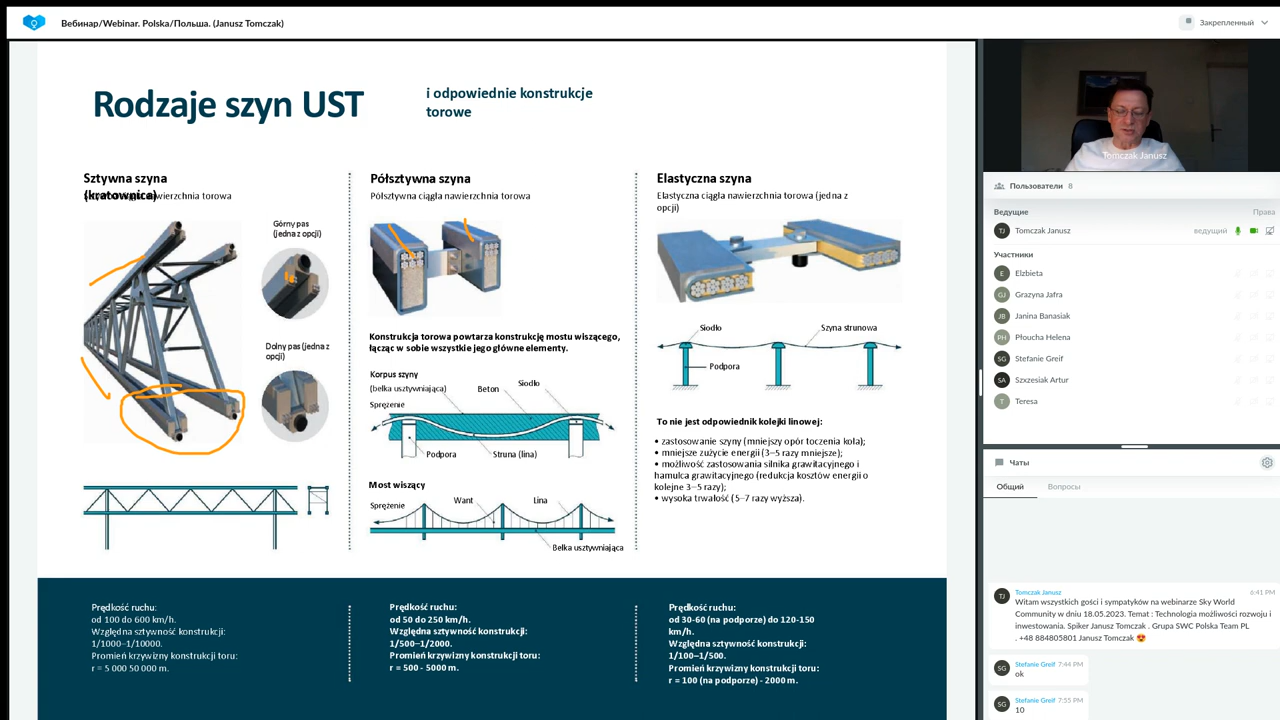 Вебинар/Webinar. Polska/Польша. (Janusz Tomczak)
Закрепленный
Rodzaje szyn UST
i odpowiednie konstrukcje
torowe
Sztywna szyna
(kratownica)
nawierzchnia torowa
Górny pas
(jedna z opcji)
Dolny pas (jedna z
opcji)
Prędkość ruchu:
od 100 do 600 km/h.
Względna sztywność konstrukcji:
1/1000–1/10000.
Promień krzywizny konstrukcji toru:
r = 5 000 50 000 m.
Półsztywna szyna
Półsztywna ciągła nawierzchnia torowa
Konstrukcja torowa powtarza konstrukcję mostu wiszącego,
łącząc w sobie wszystkie jego główne elementy.
Korpus szyny
(belka usztywniająca)
Beton
Siodło
Sprężenie
Podpora
Struna (lina)
Most wiszący
Sprężenie
Want
Lina
Belka usztywniająca
Prędkość ruchu:
od 50 do 250 km/h.
Względna sztywność konstrukcji:
1/500–1/2000.
Promień krzywizny konstrukcji toru:
r = 500 - 5000 m.
Elastyczna szyna
Elastyczna ciągła nawierzchnia torowa (jedna z
opcji)
Siodło
Szyna strunowa
Podpora
To nie jest odpowiednik kolejki linowej:
• zastosowanie szyny (mniejszy opór toczenia koła);
• mniejsze zużycie energii (3–5 razy mniejsze);
• możliwość zastosowania silnika grawitacyjnego i
hamulca grawitacyjnego (redukcja kosztów energii o
kolejne 3–5 razy);
• wysoka trwałość (5–7 razy wyższa).
Prędkość ruchu:
od 30-60 (na podporze) do 120-150
km/h.
Względna sztywność konstrukcji:
1/100–1/500.
Promień krzywizny konstrukcji toru:
r = 100 (na podporze) - 2000 m.
Tomczak Janusz
Пользователи 8
Ведущие Права
TJ Tomczak Janusz ведущий
Участники
E Elzbieta
GJ Grazyna Jafra
JB Janina Banasiak
PH Płoucha Helena
SG Stefanie Greif
SA Szxzesiak Artur
T Teresa
Чаты
Общий Вопросы
TJ Tomczak Janusz 6:41 PM
Witam wszystkich gości i sympatyków na webinarze Sky World
Community w dniu 18.05.2023. Temat : Technologia możliwości rozwoju i
inwestowania. Spiker Janusz Tomczak . Grupa SWC Polska Team PL
. +48 884805801 Janusz Tomczak 😍
SG Stefanie Greif 7:44 PM
ok
SG Stefanie Greif 7:55 PM
10